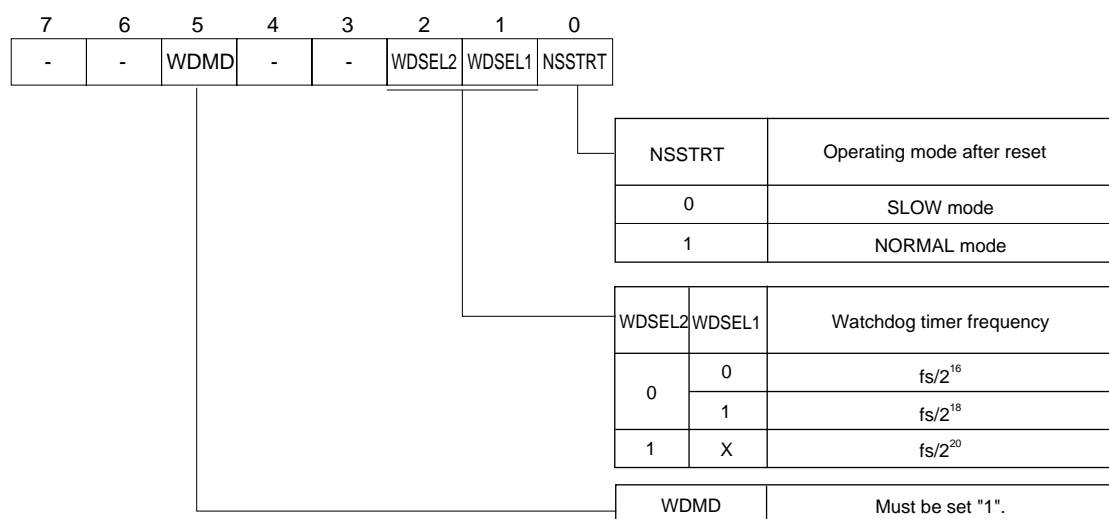 7 6 5 4 3 2 1 0
- - WDMD - - WDSEL2 WDSEL1 NSSTRT
NSSTRT Operating mode after reset
0 SLOW mode
1 NORMAL mode
WDSEL2 WDSEL1 Watchdog timer frequency
0 0 fs/2^16
1 fs/2^18
1 X fs/2^20
WDMD Must be set "1".